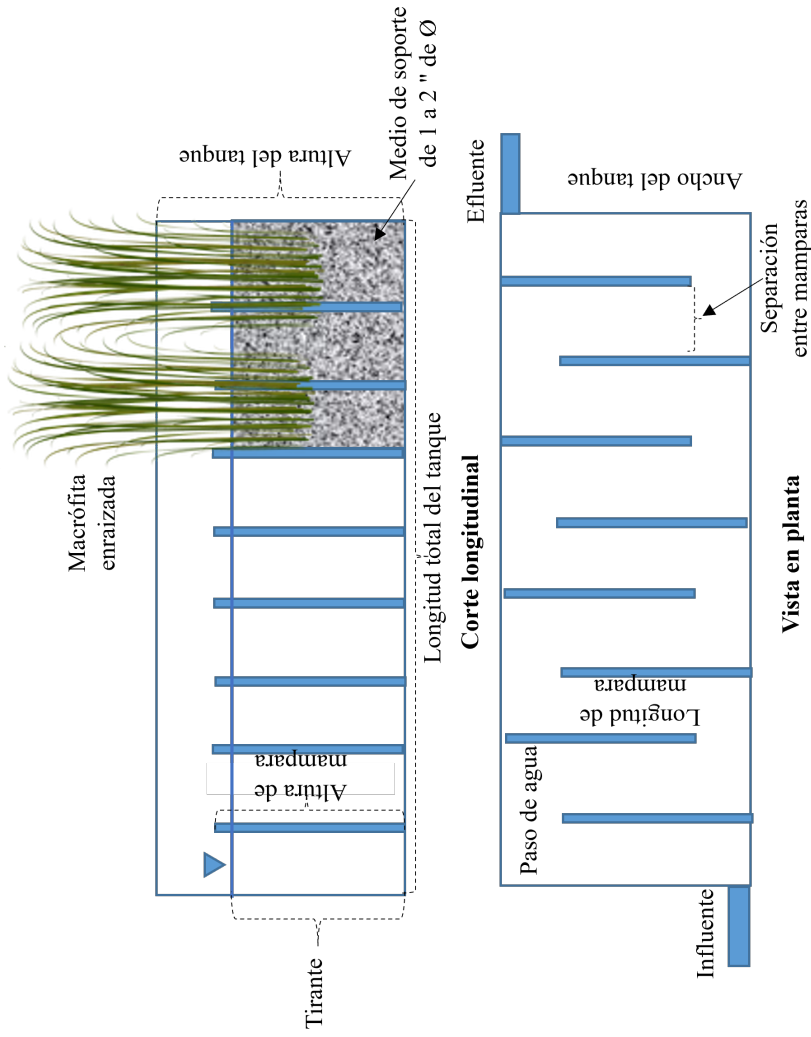 Macrófita
enraizada
Altura del tanque
Medio de soporte
de 1 a 2 " de Ø
Tirante
Altura de
mampara
Longitud total del tanque
Corte longitudinal
Efluente
Ancho del tanque
Separación
entre mamparas
Longitud de
mampara
Paso de agua
Influente
Vista en planta